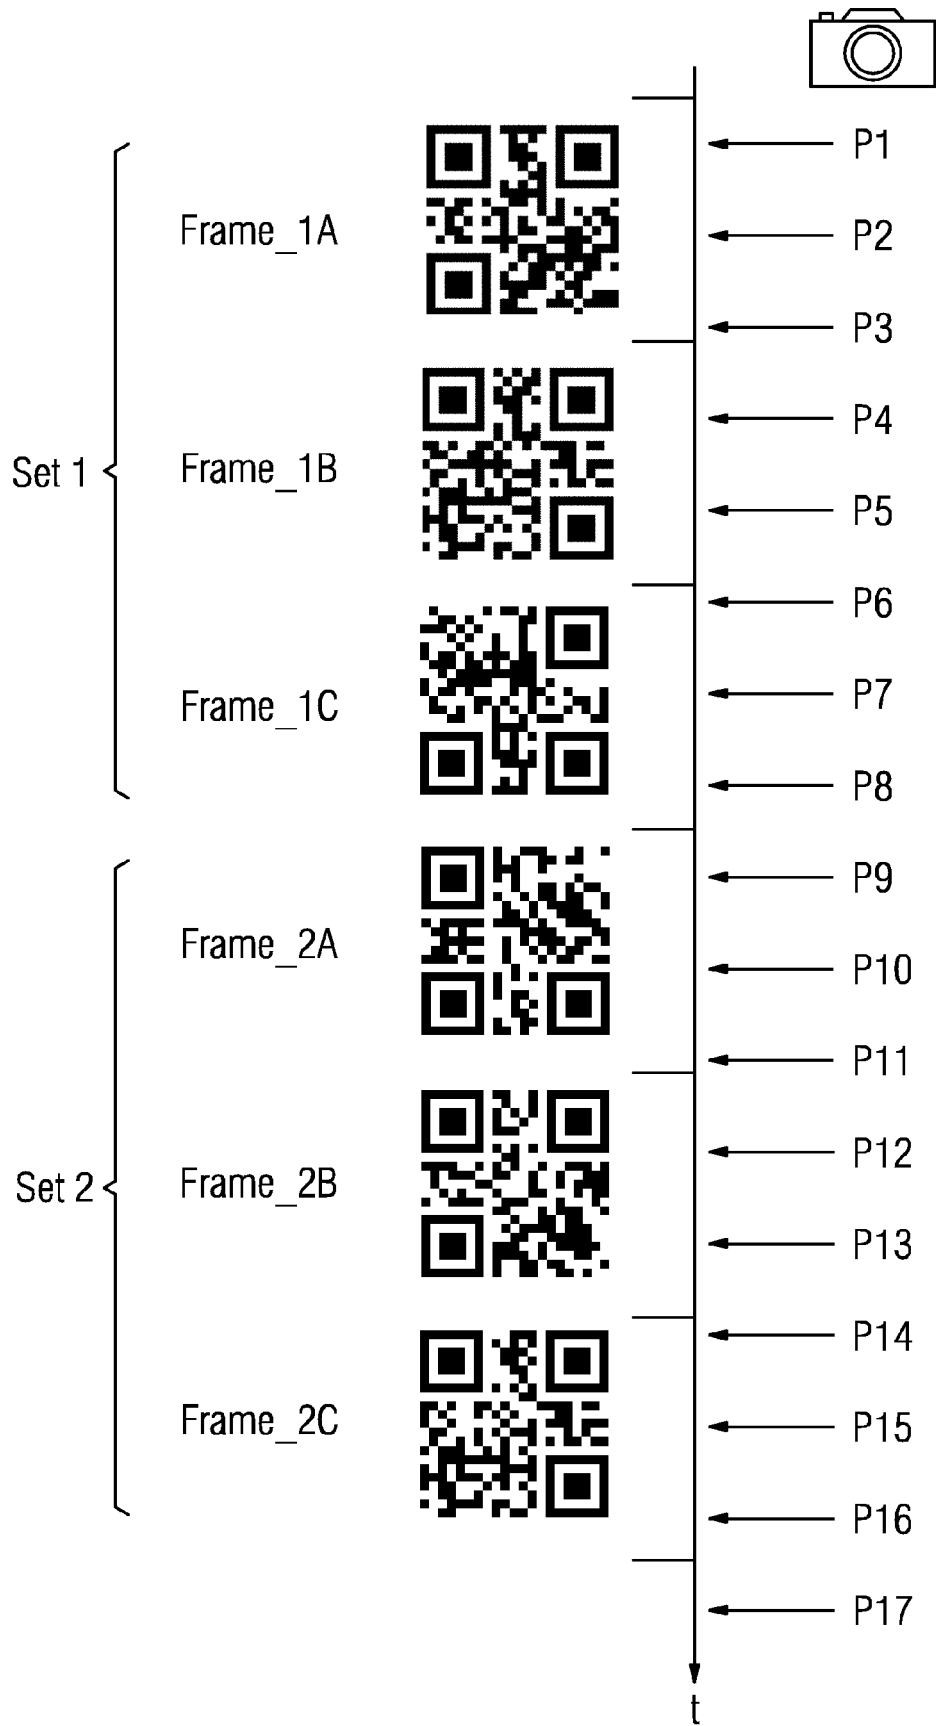 P1
Frame_1A
P2
P3
P4
Set 1
Frame_1B
P5
P6
Frame_1C
P7
P8
P9
Frame_2A
P10
P11
P12
Set 2
Frame_2B
P13
P14
Frame_2C
P15
P16
P17
t